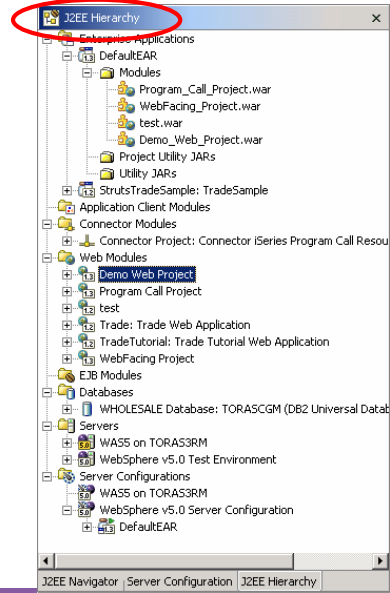 J2EE Hierarchy
Enterprise Applications
DefaultEAR
Modules
Program_Call_Project.war
WebFacing_Project.war
test.war
Demo_Web_Project.war
Project Utility JARs
Utility JARs
StrutsTradeSample: TradeSample
Application Client Modules
Connector Modules
Connector Project: Connector iSeries Program Call Resou
Web Modules
Demo Web Project
Program Call Project
test
Trade: Trade Web Application
TradeTutorial: Trade Tutorial Web Application
WebFacing Project
EJB Modules
Databases
WHOLESALE Database: TORASCGM (DB2 Universal Datab
Servers
WAS5 on TORAS3RM
WebSphere v5.0 Test Environment
Server Configurations
WAS5 on TORAS3RM
WebSphere v5.0 Server Configuration
DefaultEAR
J2EE Navigator Server Configuration J2EE Hierarchy